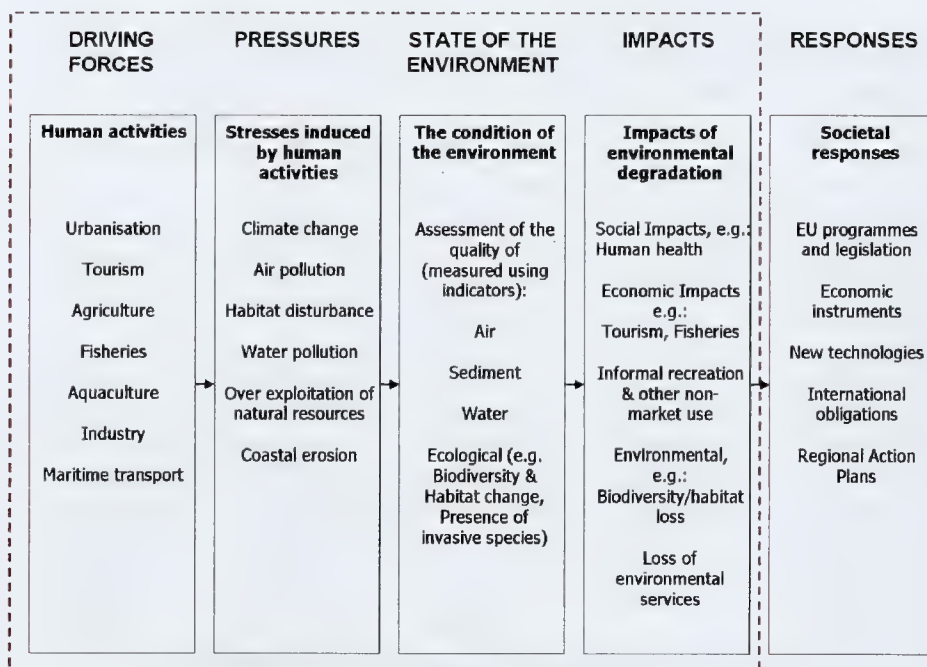 DRIVING
FORCES
PRESSURES
STATE OF THE
ENVIRONMENT
IMPACTS
RESPONSES
Human activities
Urbanisation
Tourism
Agriculture
Fisheries
Aquaculture
Industry
Maritime transport
Stresses induced
by human
activities
Climate change
Air pollution
Habitat disturbance
Water pollution
Over exploitation of
natural resources
Coastal erosion
The condition of
the environment
Assessment of the
quality of
(measured using
indicators):
Air
Sediment
Water
Ecological (e.g.
Biodiversity &
Habitat change,
Presence of
invasive species)
Impacts of
environmental
degradation
Social Impacts, e.g.:
Human health
Economic Impacts
e.g.:
Tourism, Fisheries
Informal recreation
& other non-
market use
Environmental,
e.g.:
Biodiversity/habitat
loss
Loss of
environmental
services
Societal
responses
EU programmes
and legislation
Economic
instruments
New technologies
International
obligations
Regional Action
Plans